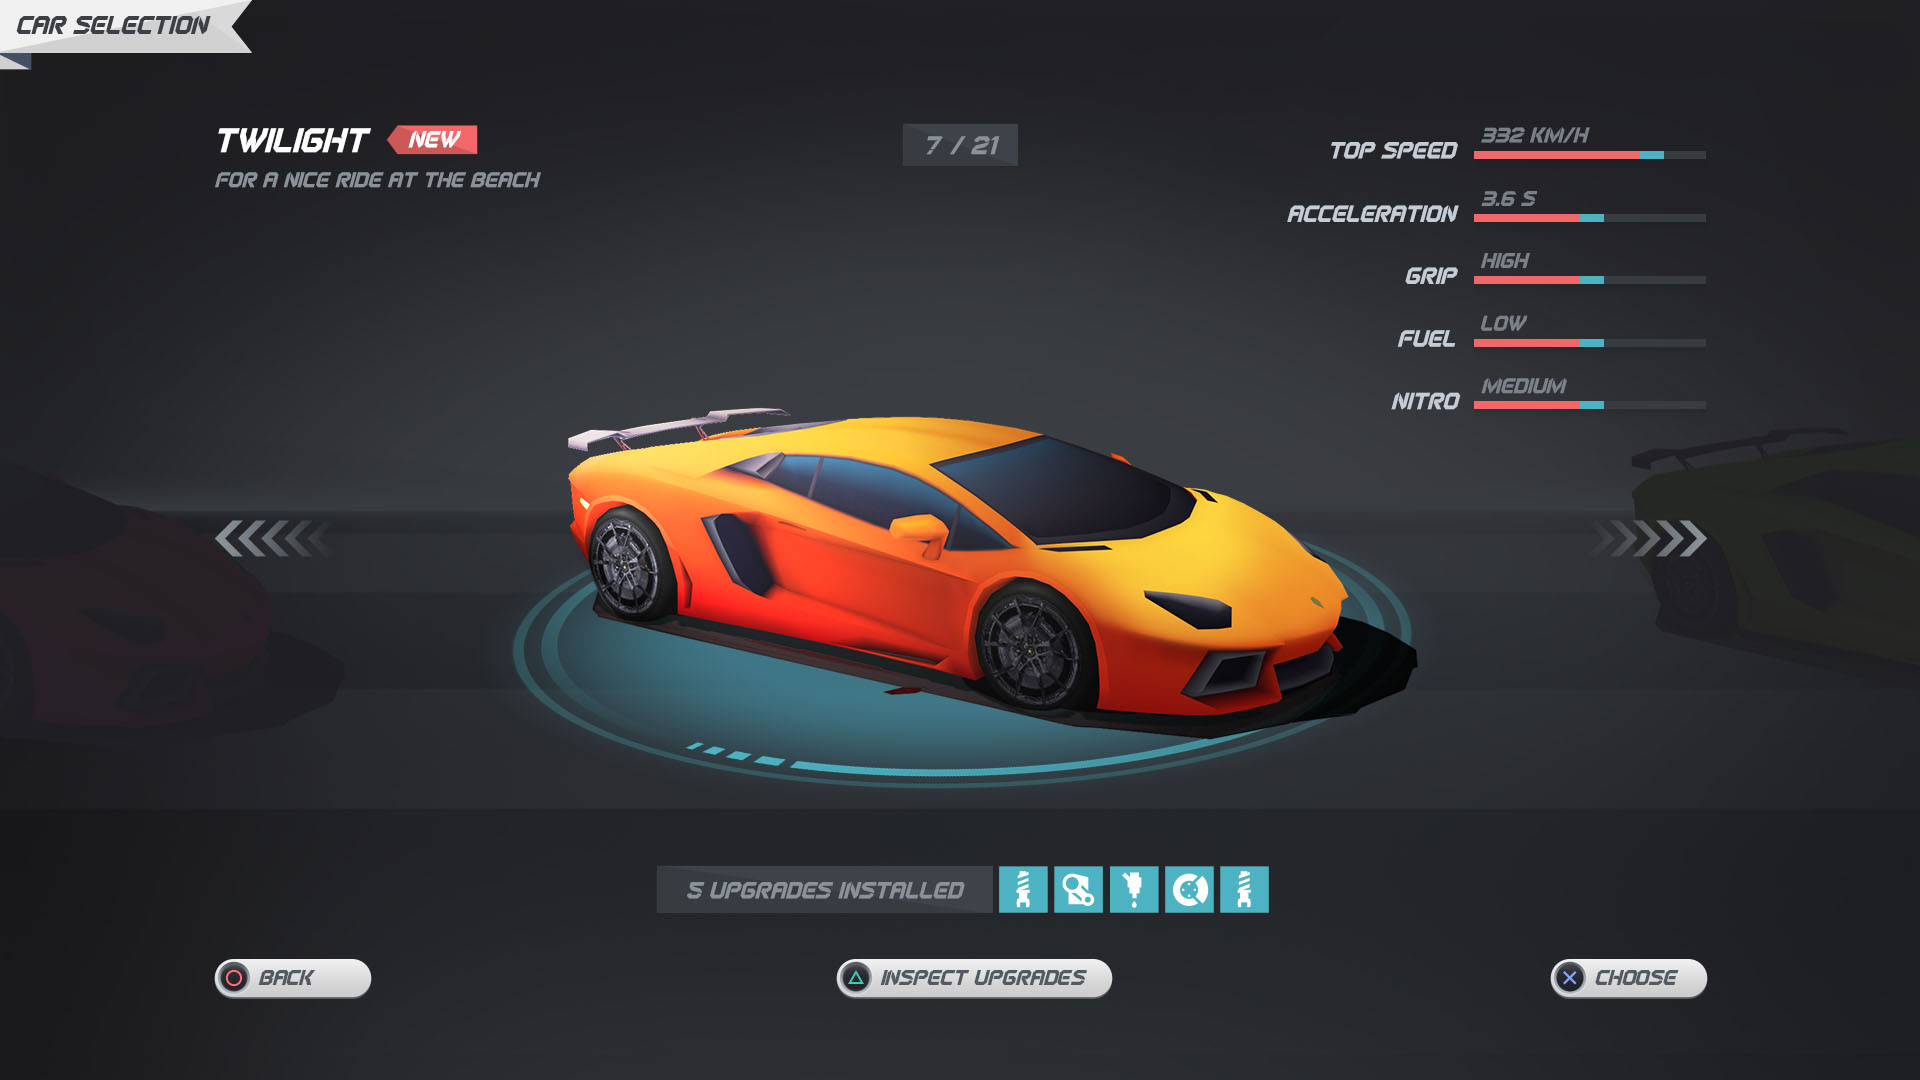 CAR SELECTION
TWILIGHT NEW
FOR A NICE RIDE AT THE BEACH
7 / 21
TOP SPEED 332 KM/H
ACCELERATION 3.6 S
GRIP HIGH
FUEL LOW
NITRO MEDIUM
5 UPGRADES INSTALLED
BACK
INSPECT UPGRADES
CHOOSE